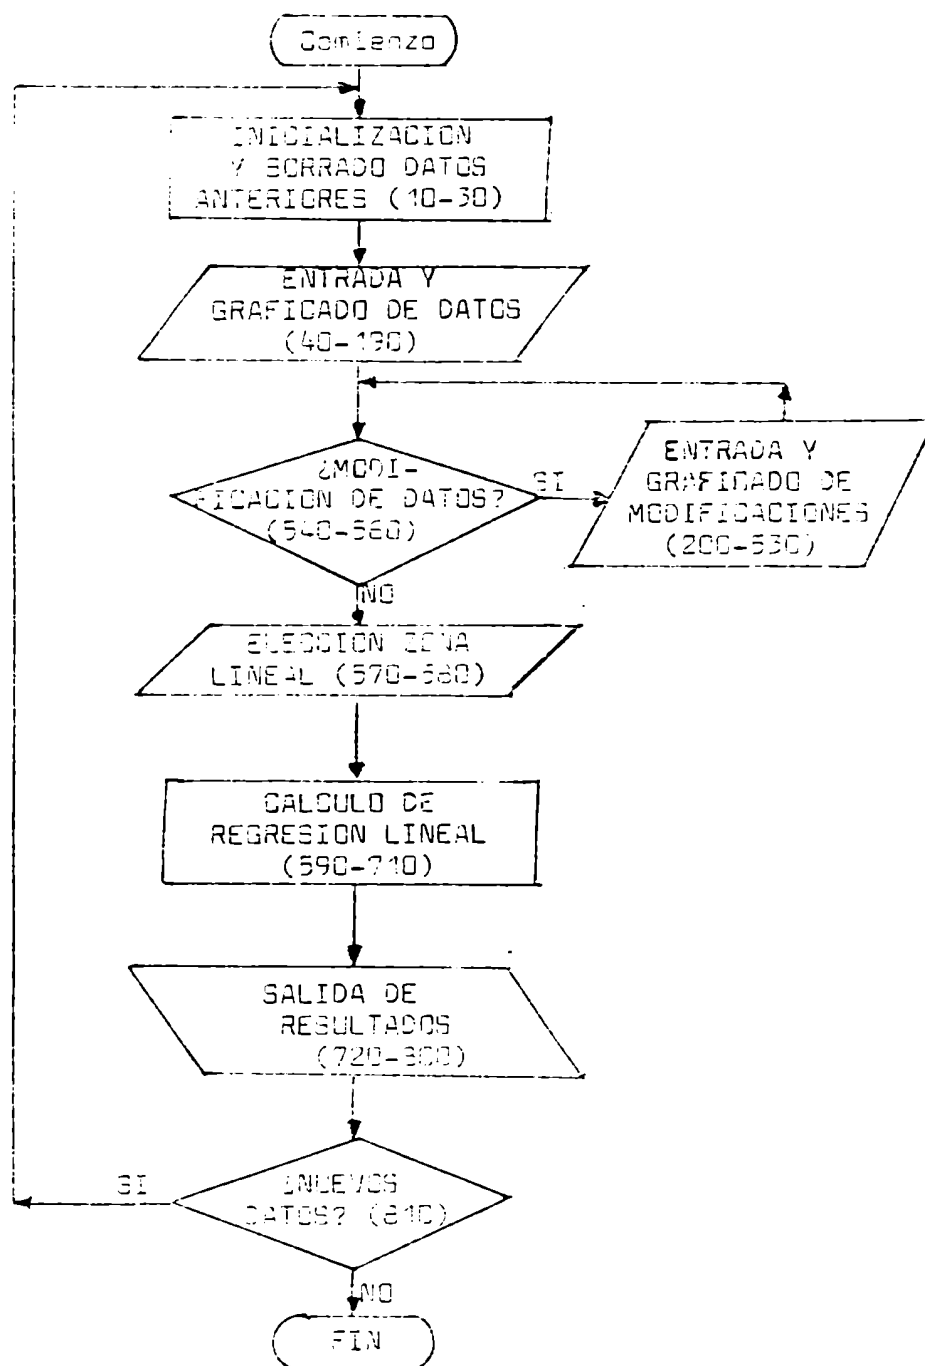 Comienzo
INICIALIZACION
Y BORRADO DATOS
ANTERIORES (10-30)
ENTRADA Y
GRAFICADO DE DATOS
(40-190)
¿MODI-
FICACION DE DATOS?
(540-560)
SI
ENTRADA Y
GRAFICADO DE
MODIFICACIONES
(200-530)
NO
ELECCION ZONA
LINEAL (570-580)
CALCULO DE
REGRESION LINEAL
(590-710)
SALIDA DE
RESULTADOS
(720-800)
SI
¿NUEVOS
DATOS? (810)
NO
FIN